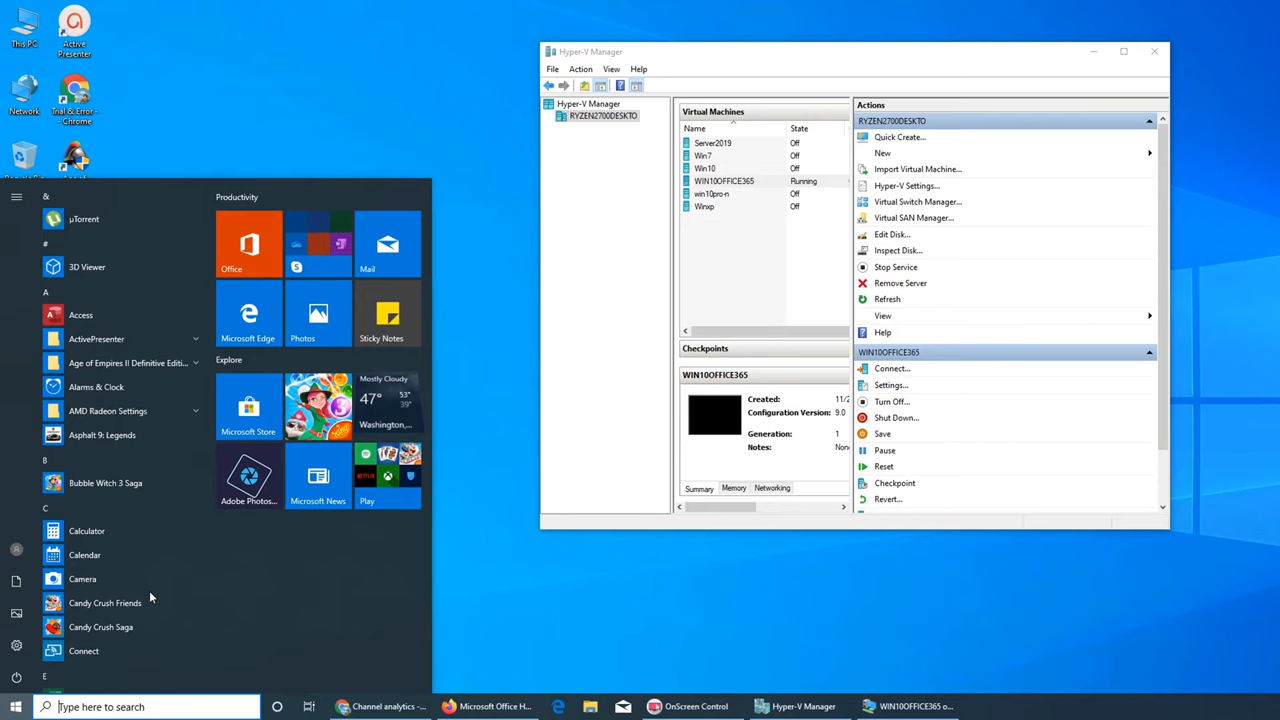 This PC
Active
Presenter
Network
Trial & Error -
Chrome
&
µTorrent
#
3D Viewer
A
Access
ActivePresenter
Age of Empires II Definitive Editi...
Alarms & Clock
AMD Radeon Settings
Asphalt 9: Legends
B
Bubble Witch 3 Saga
C
Calculator
Calendar
Camera
Candy Crush Friends
Candy Crush Saga
Connect
E
Productivity
Office
Mail
Microsoft Edge
Photos
Sticky Notes
Explore
Microsoft Store
Mostly Cloudy
47° 53°
39°
Washington,...
Adobe Photos...
Microsoft News
Play
Hyper-V Manager
File Action View Help
Hyper-V Manager
RYZEN2700DESKTO
Virtual Machines
Name State
Server2019 Off
Win7 Off
Win10 Off
WIN10OFFICE365 Running
win10pro-n Off
Winxp Off
Checkpoints
WIN10OFFICE365
Created: 11/2
Configuration Version: 9.0
Generation: 1
Notes: None
Summary Memory Networking
Actions
RYZEN2700DESKTO
Quick Create...
New
Import Virtual Machine...
Hyper-V Settings...
Virtual Switch Manager...
Virtual SAN Manager...
Edit Disk...
Inspect Disk...
Stop Service
Remove Server
Refresh
View
Help
WIN10OFFICE365
Connect...
Settings...
Turn Off...
Shut Down...
Save
Pause
Reset
Checkpoint
Revert...
Type here to search
Channel analytics -...
Microsoft Office H...
OnScreen Control
Hyper-V Manager
WIN10OFFICE365 o...